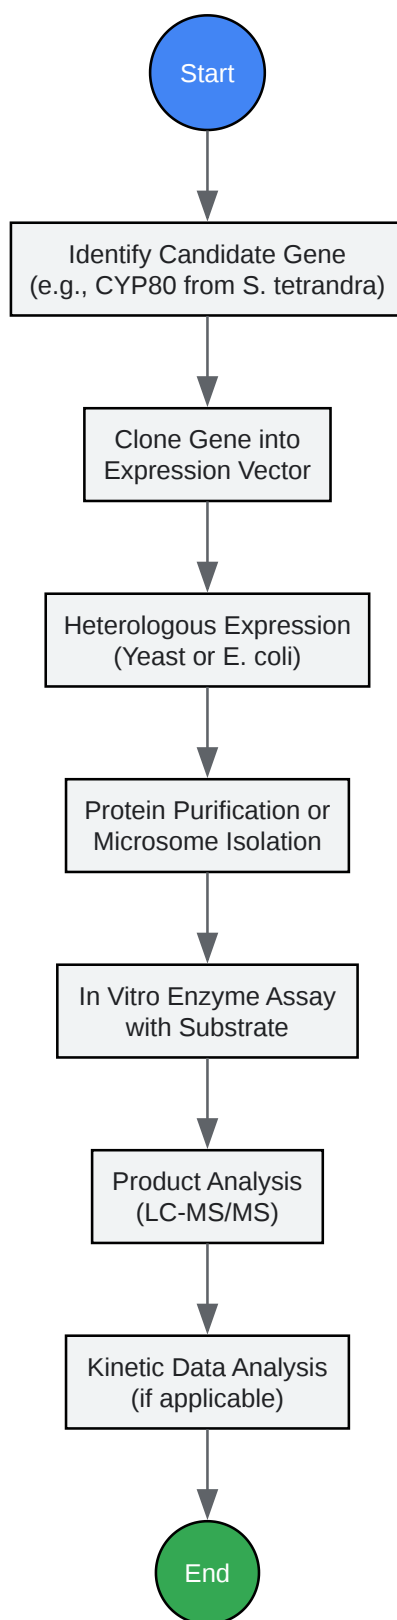 Start
Identify Candidate Gene
(e.g., CYP80 from S. tetrandra)
Clone Gene into
Expression Vector
Heterologous Expression
(Yeast or E. coli)
Protein Purification or
Microsome Isolation
In Vitro Enzyme Assay
with Substrate
Product Analysis
(LC-MS/MS)
Kinetic Data Analysis
(if applicable)
End